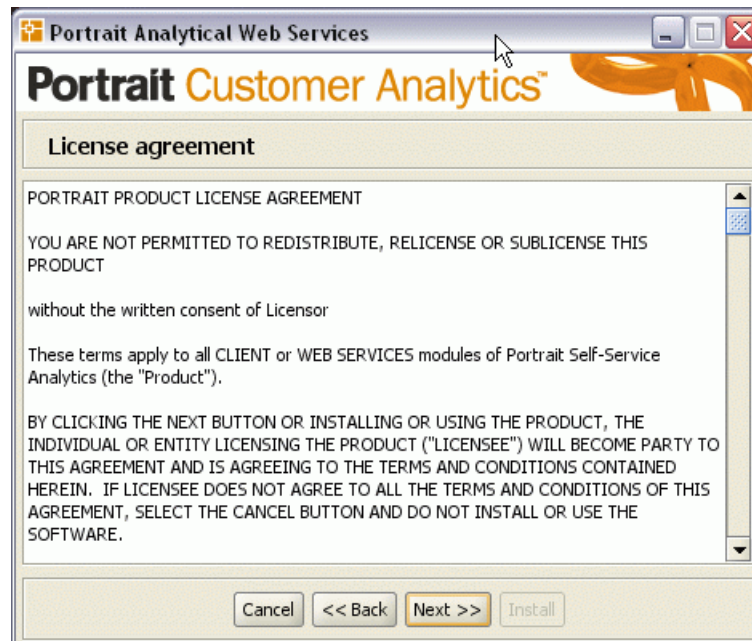 Portrait Analytical Web Services
Portrait Customer Analytics™
License agreement
PORTRAIT PRODUCT LICENSE AGREEMENT
YOU ARE NOT PERMITTED TO REDISTRIBUTE, RELICENSE OR SUBLICENSE THIS
PRODUCT
without the written consent of Licensor
These terms apply to all CLIENT or WEB SERVICES modules of Portrait Self-Service
Analytics (the "Product").
BY CLICKING THE NEXT BUTTON OR INSTALLING OR USING THE PRODUCT, THE
INDIVIDUAL OR ENTITY LICENSING THE PRODUCT ("LICENSEE") WILL BECOME PARTY TO
THIS AGREEMENT AND IS AGREEING TO THE TERMS AND CONDITIONS CONTAINED
HEREIN.  IF LICENSEE DOES NOT AGREE TO ALL THE TERMS AND CONDITIONS OF THIS
AGREEMENT, SELECT THE CANCEL BUTTON AND DO NOT INSTALL OR USE THE
SOFTWARE.
Cancel << Back Next >> Install